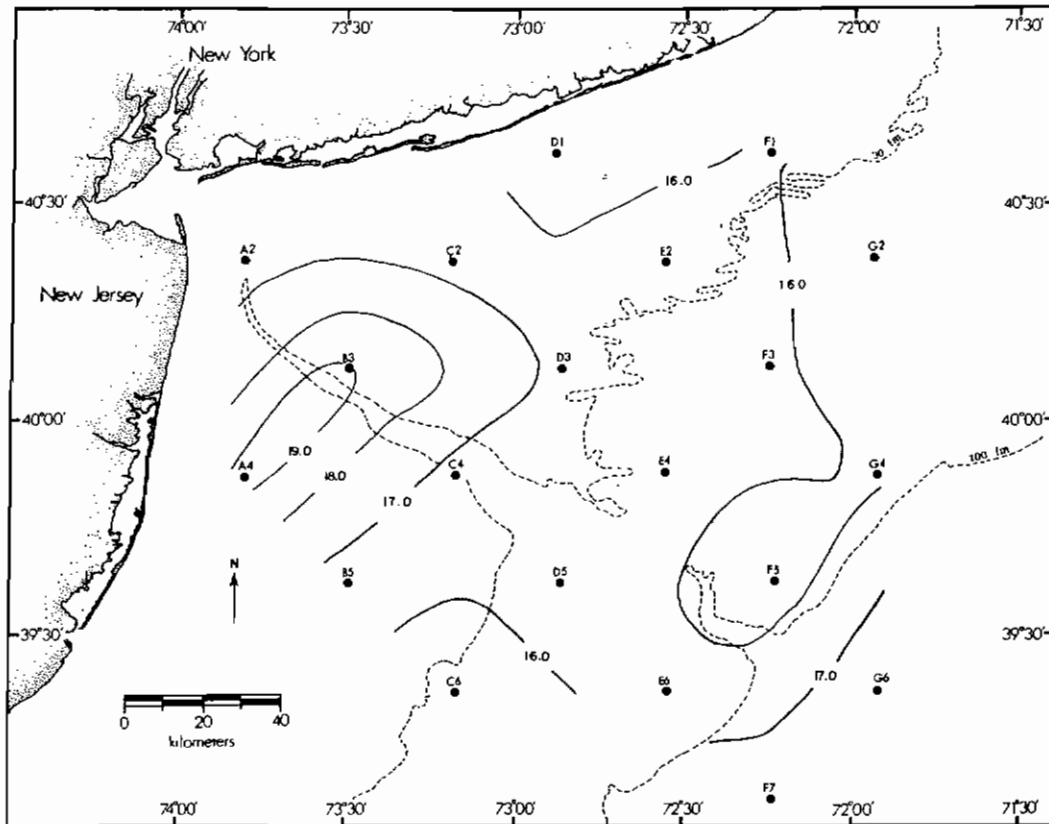 74°00' 73°30' 73°00' 72°30' 72°00' 71°30'
New York
D1 F1
30 fm
16.0
40°30' 40°30'
A2 C2 E2 G2
New Jersey
16.0
B3 D3 F3
40°00' 40°00'
19.0
A4 18.0 C4 E4 G4
100 fm
17.0
N
B5 D5 F5
39°30' 39°30'
16.0
17.0
C6 E6 G6
0 20 40
kilometers
F7
74°00' 73°30' 73°00' 72°30' 72°00'